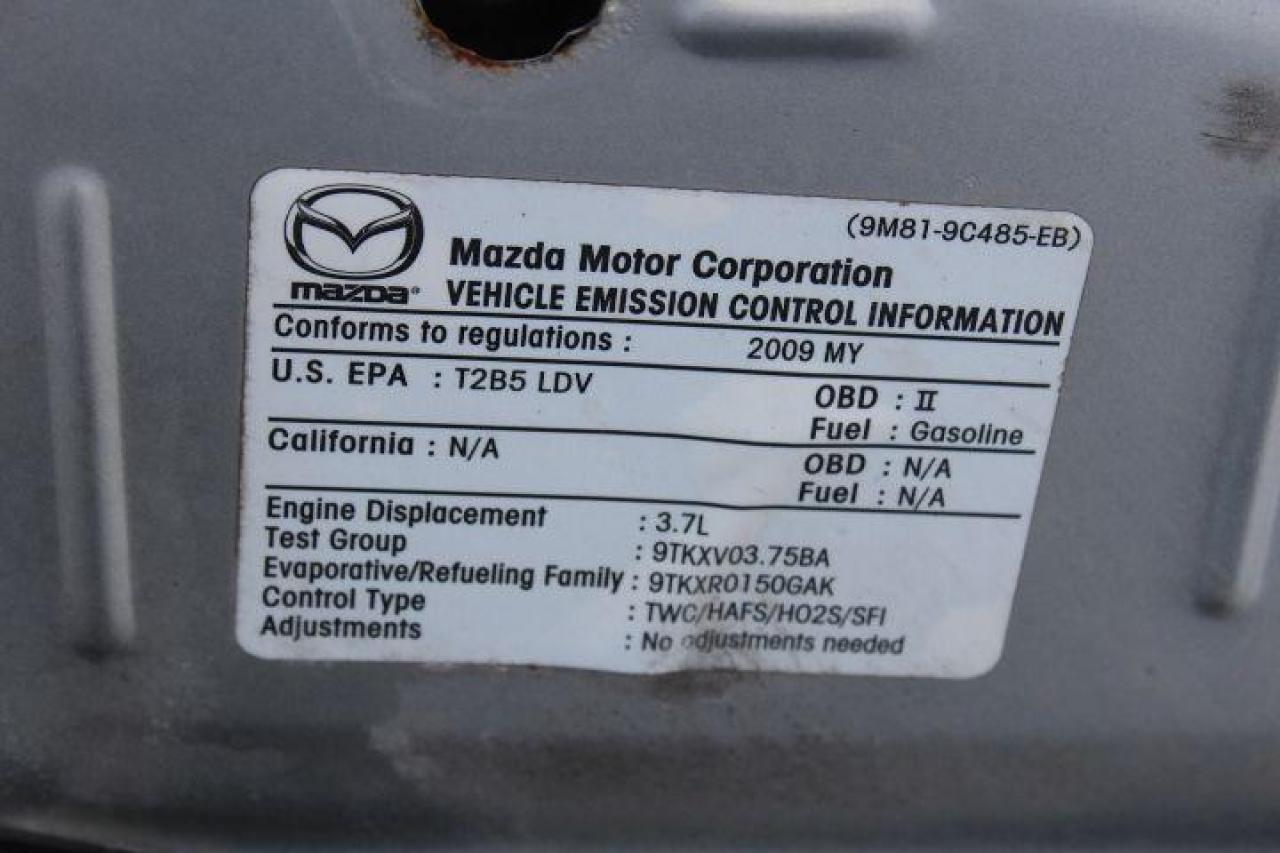 (9M81-9C485-EB)
Mazda Motor Corporation
mazda® VEHICLE EMISSION CONTROL INFORMATION
Conforms to regulations : 2009 MY
U.S. EPA : T2B5 LDV OBD : II
Fuel : Gasoline
California : N/A OBD : N/A
Fuel : N/A
Engine Displacement : 3.7L
Test Group : 9TKXV03.75BA
Evaporative/Refueling Family : 9TKXR0150GAK
Control Type : TWC/HAFS/HO2S/SFI
Adjustments : No adjustments needed